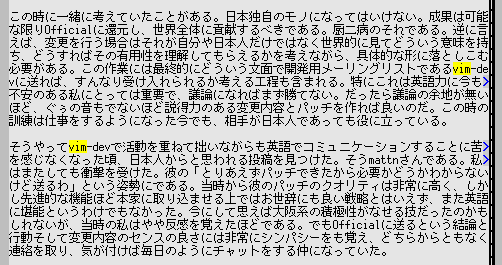 この時に一緒に考えていたことがある。日本独自のモノになってはいけない。成果は可能
な限りOfficialに還元し、世界全体に貢献するべきである。厨二病のそれである。逆に言
えば、変更を行う場合はそれが自分や日本人だけではなく世界的に見てどういう意味を持
ち、どうすればその有用性を理解してもらえるかを考えながら、具体的な形に落としこむ
必要がある。この作業には最終的にどういう立面で開発用メーリングリストであるvim-de
vに送れば、すんなり受け入れられるか考える工程も含まれる。特にこれは英語力に今も
不安のある私にとっては重要で、議論になればまず勝てない。だったら議論の余地が無い
ほど、ぐぅの音もでないほど説得力のある変更内容とパッチを作れば良いのだ。この時の
訓練は仕事をするようになった今でも、相手が日本人であっても役に立っている。
そうやってvim-devで活動を重ねて拙いながらも英語でコミュニケーションすることに苦
を感じなくなった頃、日本人からと思われる投稿を見つけた。そうmattnさんである。私
はまたしても衝撃を受けた。彼の「とりあえずパッチできたから必要かどうかわからない
けど送るわ」という姿勢にである。当時から彼のパッチのクオリティは非常に高く、しか
し先進的な機能ほど本家に取り込ませる上ではお世辞にも良い戦略とはいえず、また英語
に堪能というわけでもなかった。今にして思えば大阪系の積極性がなせる技だったのかも
しれないが、当時の私はやや反感を覚えたほどである。でもOfficialに送るという結論と
行動そして変更内容のセンスの良さには非常にシンパシーをも覚え、どちらからともなく
連絡を取り、気が付けば毎日のようにチャットをする仲になっていた。